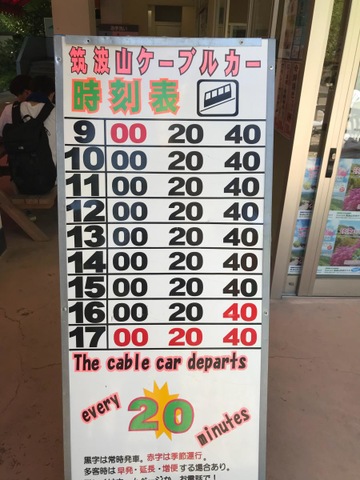 筑波山ケーブルカー
時刻表
9 00 20 40
10 00 20 40
11 00 20 40
12 00 20 40
13 00 20 40
14 00 20 40
15 00 20 40
16 00 20 40
17 00 20 40
The cable car departs
every 20 minutes
黒字は常時発車。赤字は季節運行。
多客時は早発・延長・増便する場合あり。